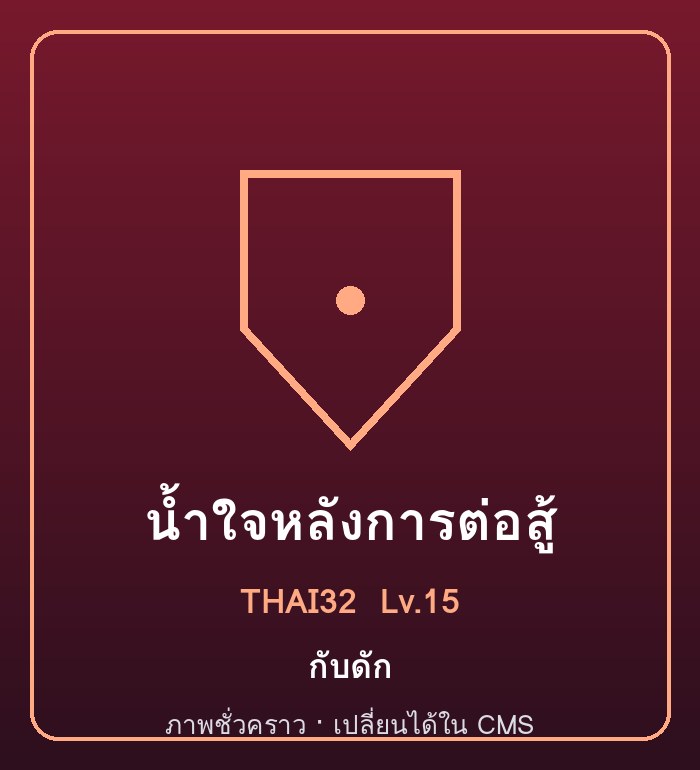 น้ำใจหลังการต่อสู้
THAI32 Lv.15
กับดัก
ภาพชั่วคราว · เปลี่ยนได้ใน CMS